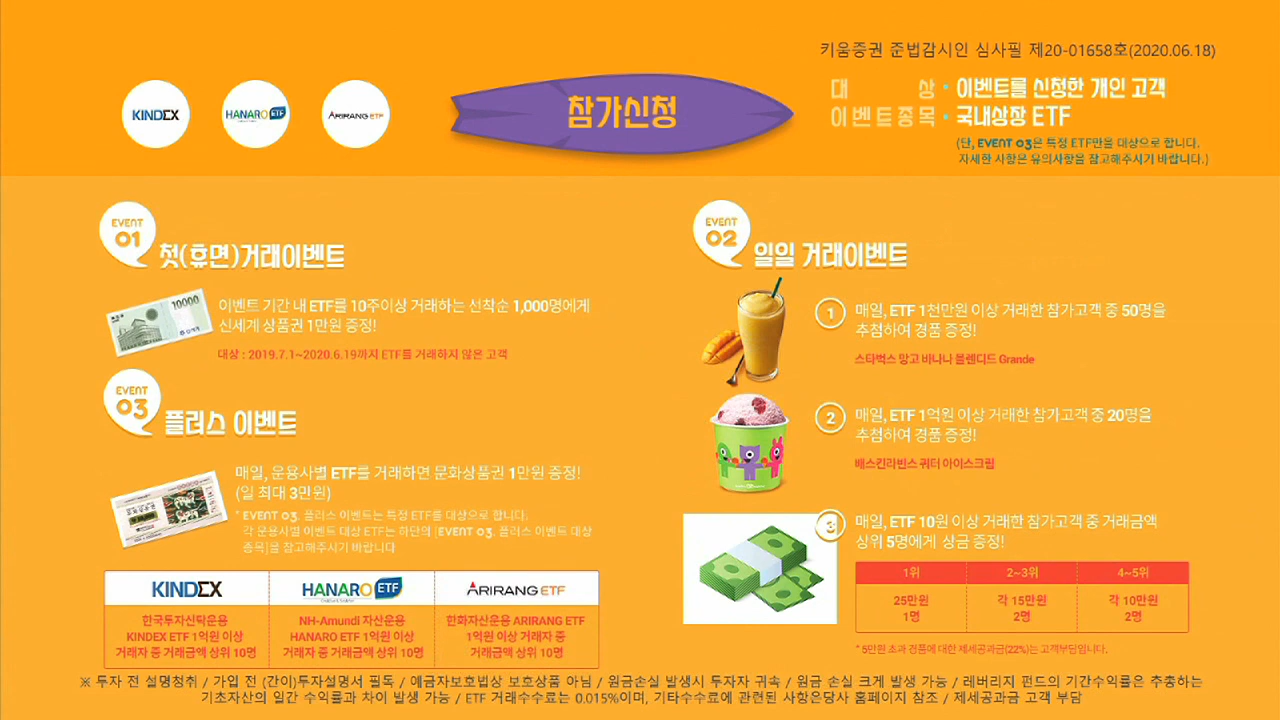 키움증권 준법감시인 심사필 제20-01658호(2020.06.18)
KINDEX
HANARO ETF
ARIRANG ETF
참가신청
대 상 • 이벤트를 신청한 개인 고객
이벤트종목 • 국내상장 ETF
(단, EVENT 03은 특정 ETF만을 대상으로 합니다.
자세한 사항은 유의사항을 참고해주시기 바랍니다.)
EVENT 01
첫(휴면)거래이벤트
10000
이벤트 기간 내 ETF를 10주이상 거래하는 선착순 1,000명에게
신세계 상품권 1만원 증정!
대상 : 2019.7.1~2020.6.19까지 ETF를 거래하지 않은 고객
EVENT 03
플러스 이벤트
매일, 운용사별 ETF를 거래하면 문화상품권 1만원 증정!
(일 최대 3만원)
* EVENT 03. 플러스 이벤트는 특정 ETF를 대상으로 합니다.
각 운용사별 이벤트 대상 ETF는 하단의 [EVENT 03. 플러스 이벤트 대상
종목]을 참고해주시기 바랍니다
KINDEX
HANARO ETF
ARIRANG ETF
한국투자신탁운용
KINDEX ETF 1억원 이상
거래자 중 거래금액 상위 10명
NH-Amundi 자산운용
HANARO ETF 1억원 이상
거래자 중 거래금액 상위 10명
한화자산운용 ARIRANG ETF
1억원 이상 거래자 중
거래금액 상위 10명
EVENT 02
일일 거래이벤트
1
매일, ETF 1천만원 이상 거래한 참가고객 중 50명을
추첨하여 경품 증정!
스타벅스 망고 바나나 블렌디드 Grande
2
매일, ETF 1억원 이상 거래한 참가고객 중 20명을
추첨하여 경품 증정!
배스킨라빈스 쿼터 아이스크림
3
매일, ETF 10원 이상 거래한 참가고객 중 거래금액
상위 5명에게 상금 증정!
1위
2~3위
4~5위
25만원
1명
각 15만원
2명
각 10만원
2명
* 5만원 초과 경품에 대한 제세공과금(22%)는 고객부담입니다.
※ 투자 전 설명청취 / 가입 전 (간이)투자설명서 필독 / 예금자보호법상 보호상품 아님 / 원금손실 발생시 투자자 귀속 / 원금 손실 크게 발생 가능 / 레버리지 펀드의 기간수익률은 추종하는
기초자산의 일간 수익률과 차이 발생 가능 / ETF 거래수수료는 0.015%이며, 기타수수료에 관련된 사항은당사 홈페이지 참조 / 제세공과금 고객 부담